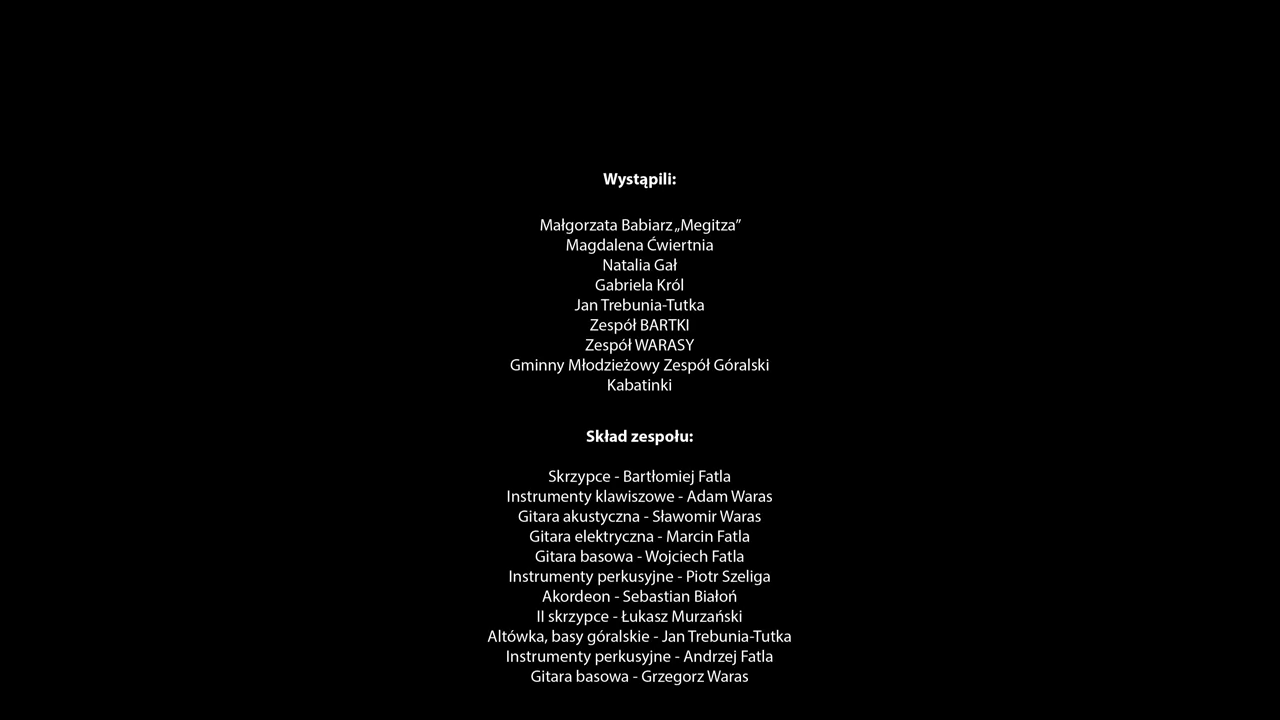 Wystąpili:
Małgorzata Babiarz „Megitza”
Magdalena Ćwiertnia
Natalia Gał
Gabriela Król
Jan Trebunia-Tutka
Zespół BARTKI
Zespół WARASY
Gminny Młodzieżowy Zespół Góralski
Kabatinki
Skład zespołu:
Skrzypce - Bartłomiej Fatla
Instrumenty klawiszowe - Adam Waras
Gitara akustyczna - Sławomir Waras
Gitara elektryczna - Marcin Fatla
Gitara basowa - Wojciech Fatla
Instrumenty perkusyjne - Piotr Szeliga
Akordeon - Sebastian Białoń
II skrzypce - Łukasz Murzański
Altówka, basy góralskie - Jan Trebunia-Tutka
Instrumenty perkusyjne - Andrzej Fatla
Gitara basowa - Grzegorz Waras